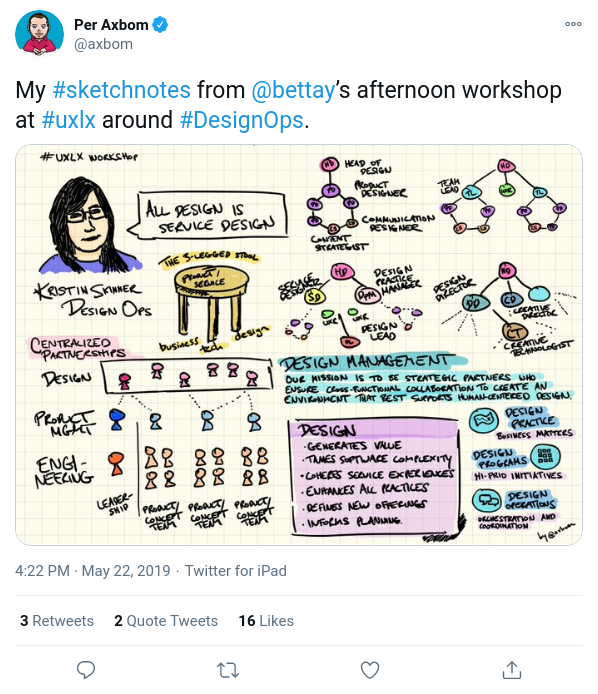 Per Axbom
@axbom
My #sketchnotes from @bettay's afternoon workshop
at #uxlx around #DesignOps.
#UXLX WORKSHOP
ALL DESIGN IS
SERVICE DESIGN
KRISTIN SKINNER
DESIGN OPS
THE 3-LEGGED STOOL
PRODUCT/
SERVICE
business
tech
design
HD
HEAD OF
DESIGN
PD
PRODUCT
DESIGNER
COMMUNICATION
DESIGNER
CONTENT
STRATEGIST
HD
TEAM
LEAD
TL
UXR
TL
HD
SERVICE
DESIGNER
SD
DPM
DESIGN
PRACTICE
MANAGER
UXR
UXR
DESIGN
LEAD
HD
DESIGN
DIRECTOR
DD
CD
CREATIVE
DIRECTOR
CT
CREATIVE
TECHNOLOGIST
CENTRALIZED
PARTNERSHIPS
DESIGN
PRODUCT
MGMT
ENGI-
NEERING
LEADER-
SHIP
PRODUCT/
CONCEPT
TEAM
PRODUCT/
CONCEPT
TEAM
PRODUCT/
CONCEPT
TEAM
DESIGN MANAGEMENT
OUR MISSION IS TO BE STRATEGIC PARTNERS WHO
ENSURE CROSS-FUNCTIONAL COLLABORATION TO CREATE AN
ENVIRONMENT THAT BEST SUPPORTS HUMAN-CENTERED DESIGN.
DESIGN
· GENERATES VALUE
· TAMES SOFTWARE COMPLEXITY
· COHERES SERVICE EXPERIENCES
· ENHANCES ALL PRACTICES
· DEFINES NEW OFFERINGS
· INFORMS PLANNING.
DESIGN
PRACTICE
BUSINESS MATTERS
DESIGN
PROGRAMS
HI-PRIO INITIATIVES
DESIGN
OPERATIONS
ORCHESTRATION AND
COORDINATION
by @axbom
4:22 PM · May 22, 2019 · Twitter for iPad
3 Retweets 2 Quote Tweets 16 Likes